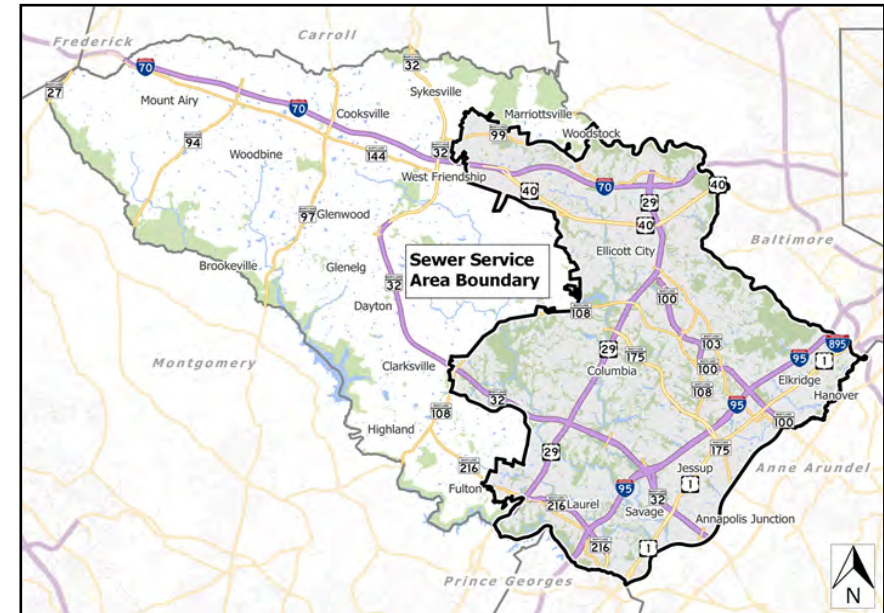 Frederick
Carroll
70
32
27
Mount Airy
Sykesville
70
Cooksville
Marriottsville
94
99
Woodstock
Woodbine
144
32
West Friendship
70
40
40
29
97
Glenwood
40
Ellicott City
Baltimore
Sewer Service
Area Boundary
Brookeville
Glenelg
32
100
Dayton
108
Montgomery
29
175
103
895
95
1
Columbia
100
Clarksville
Elkridge
32
108
95
Hanover
108
100
Highland
29
175
216
Jessup
Anne Arundel
Fulton
95
1
216
Laurel
32
Savage
Annapolis Junction
216
1
Prince Georges
N